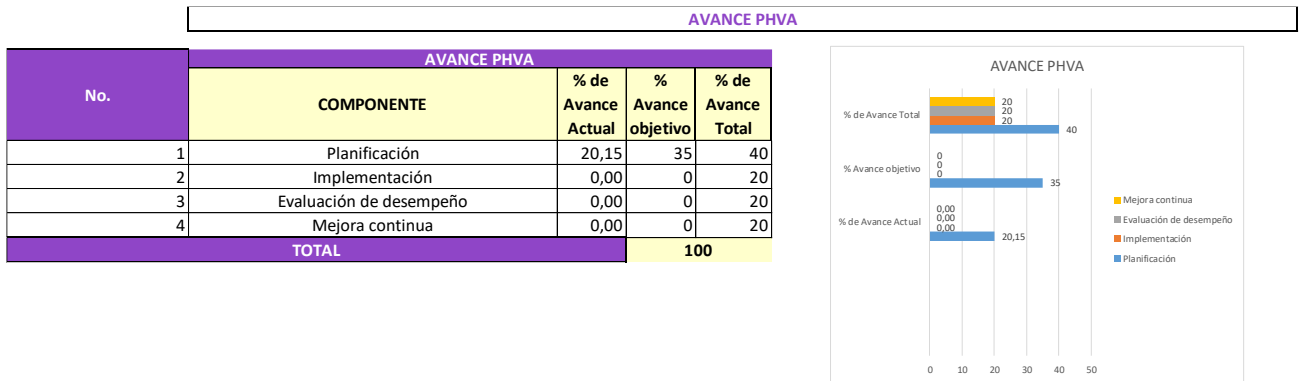 AVANCE PHVA
AVANCE PHVA
No.
COMPONENTE
% de Avance Actual
% Avance objetivo
% de Avance Total
1 Planificación 20,15 35 40
2 Implementación 0,00 0 20
3 Evaluación de desempeño 0,00 0 20
4 Mejora continua 0,00 0 20
TOTAL 100
AVANCE PHVA
% de Avance Total
20
20
20
40
% Avance objetivo
0
0
0
35
% de Avance Actual
0,00
0,00
0,00
20,15
Mejora continua
Evaluación de desempeño
Implementación
Planificación
0 10 20 30 40 50